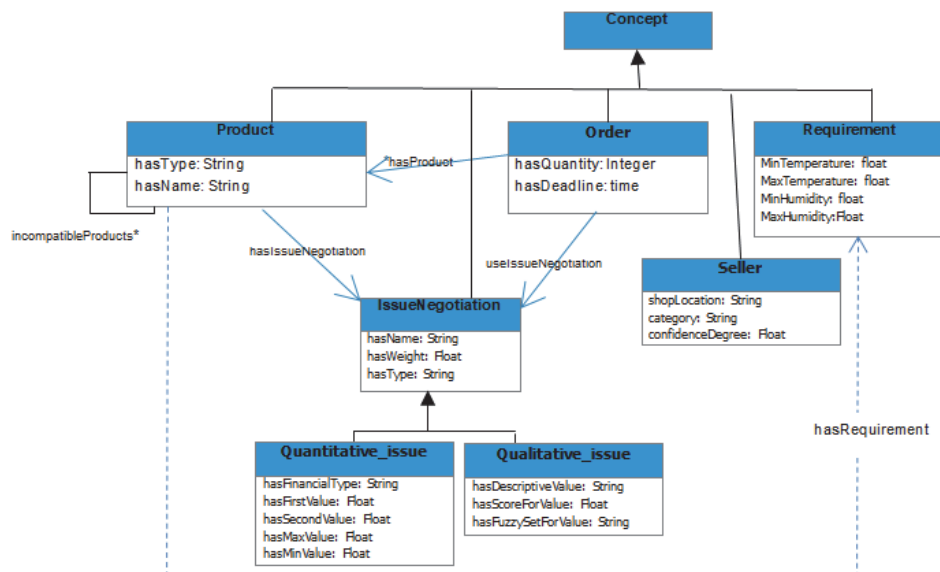 Concept
Product
hasType: String
hasName: String
incompatibleProducts*
*hasProduct
Order
hasQuantity: Integer
hasDeadline: time
Requirement
MinTemperature: float
MaxTemperature: float
MinHumidity: float
MaxHumidity:Float
hasIssueNegotiation
useIssueNegotiation
Seller
shopLocation: String
category: String
confidenceDegree: Float
IssueNegotiation
hasName: String
hasWeight: Float
hasType: String
hasRequirement
Quantitative_issue
hasFinancialType: String
hasFirstValue: Float
hasSecondValue: Float
hasMaxValue: Float
hasMinValue: Float
Qualitative_issue
hasDescriptiveValue: String
hasScoreForValue: Float
hasFuzzySetForValue: String